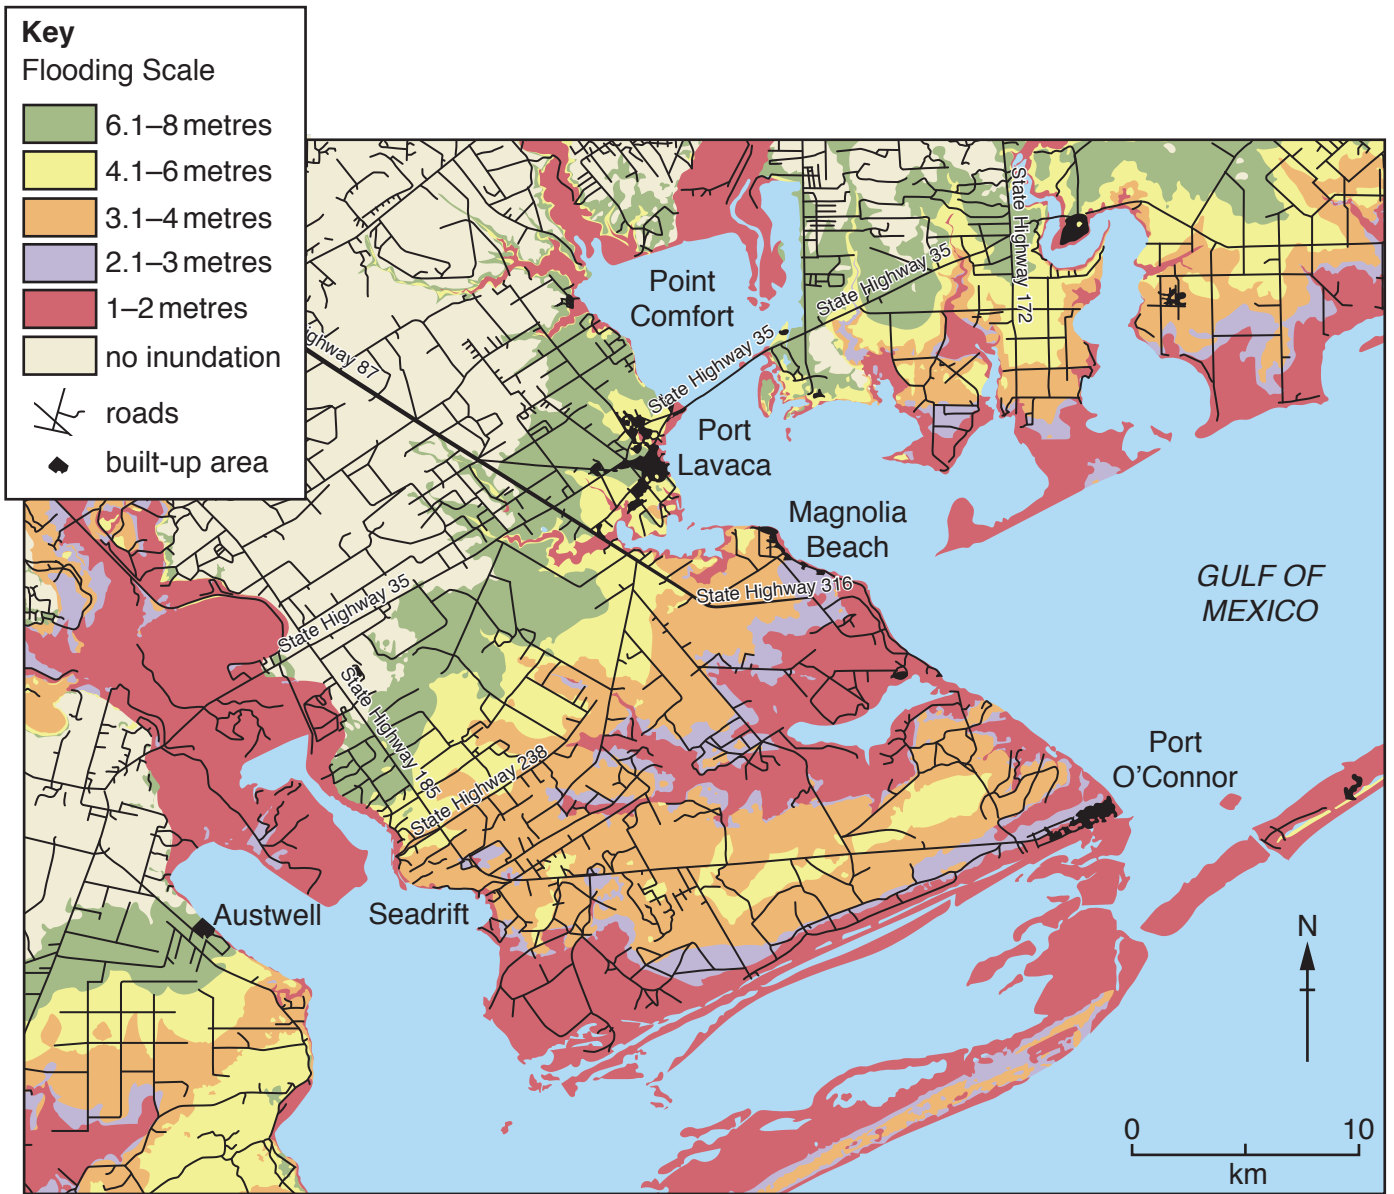 Key
Flooding Scale
6.1–8 metres
4.1–6 metres
3.1–4 metres
2.1–3 metres
1–2 metres
no inundation
roads
built-up area
State Highway 172
State Highway 35
Point
Comfort
ighway 87
State Highway 35
Port
Lavaca
Magnolia
Beach
GULF OF
MEXICO
State Highway 316
State Highway 35
State Highway 185
State Highway 238
Port
O'Connor
Austwell
Seadrift
N
0 10
km